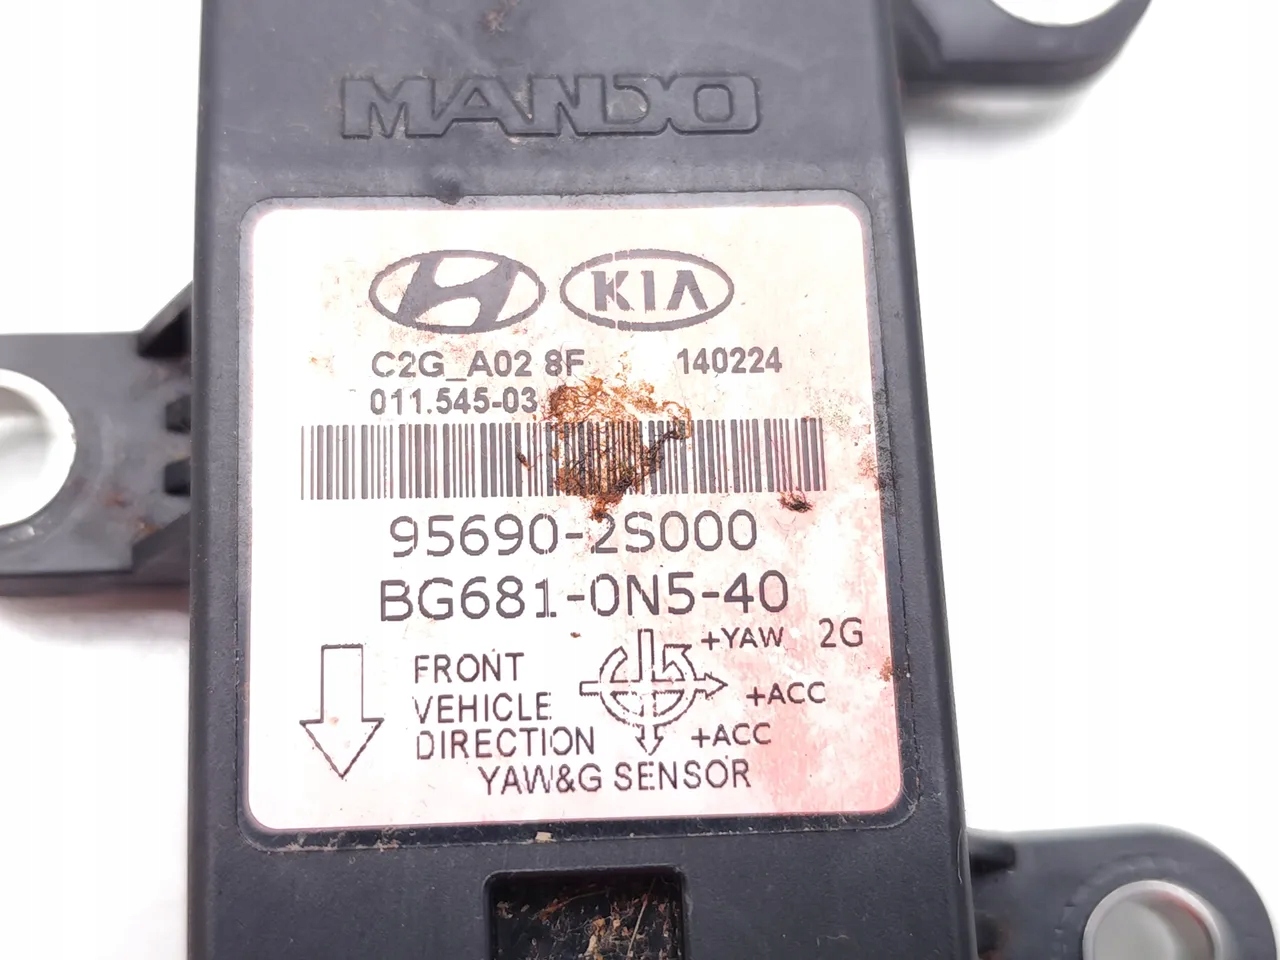 MANDO
KIA
C2G_A02 8F 140224
011.545-03
95690-2S000
BG681-0N5-40
+YAW 2G
FRONT
VEHICLE
DIRECTION
+ACC
+ACC
YAW&G SENSOR